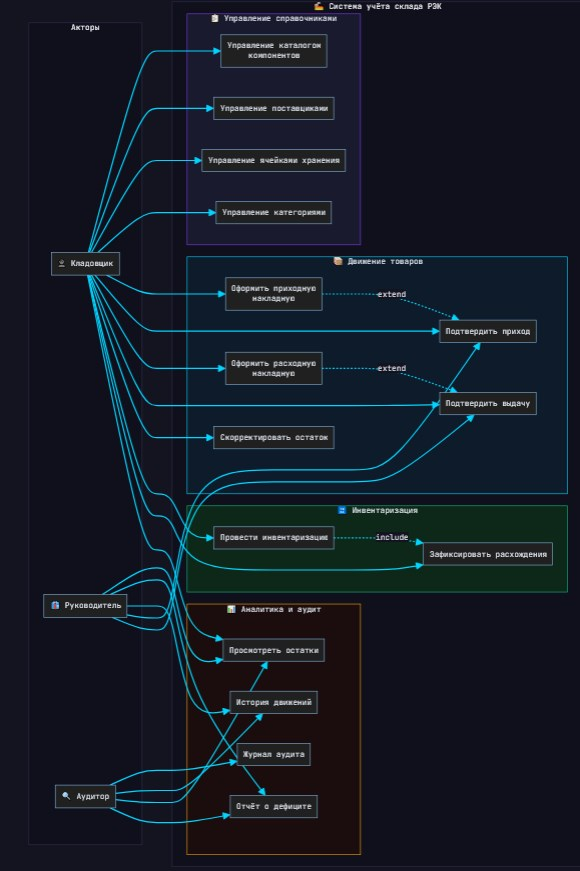 Система учёта склада РЭК
Акторы
Управление справочниками
Управление каталогом
компонентов
Управление поставщиками
Управление ячейками хранения
Управление категориями
Кладовщик
Движение товаров
Оформить приходную
накладную
extend
Подтвердить приход
Оформить расходную
накладную
extend
Подтвердить выдачу
Скорректировать остаток
Инвентаризация
Провести инвентаризацию
include
Зафиксировать расхождения
Руководитель
Аналитика и аудит
Просмотреть остатки
История движений
Журнал аудита
Аудитор
Отчёт о дефиците